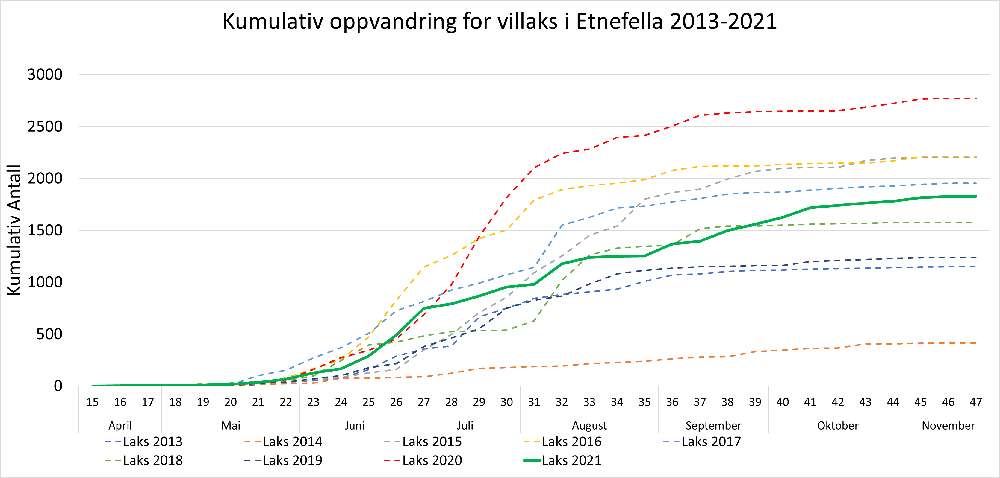 Kumulativ oppvandring for villaks i Etnefella 2013-2021
Kumulativ Antall
3000
2500
2000
1500
1000
500
0
15 16 17 18 19 20 21 22 23 24 25 26 27 28 29 30 31 32 33 34 35 36 37 38 39 40 41 42 43 44 45 46 47
April Mai Juni Juli August September Oktober November
Laks 2013 Laks 2014 Laks 2015 Laks 2016 Laks 2017
Laks 2018 Laks 2019 Laks 2020 Laks 2021